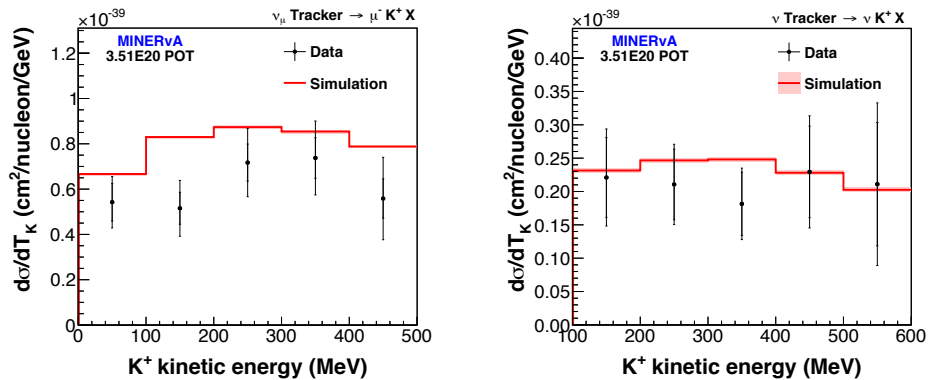 ×10⁻³⁹
ν_μ Tracker → μ⁻ K⁺ X
MINERvA
3.51E20 POT
Data
Simulation
1.2
1
0.8
0.6
0.4
0.2
0
dσ/dT_K (cm²/nucleon/GeV)
0 100 200 300 400 500
K⁺ kinetic energy (MeV)
×10⁻³⁹
ν Tracker → ν K⁺ X
MINERvA
3.51E20 POT
Data
Simulation
0.40
0.35
0.30
0.25
0.20
0.15
0.10
0.05
0.00
dσ/dT_K (cm²/nucleon/GeV)
100 200 300 400 500 600
K⁺ kinetic energy (MeV)